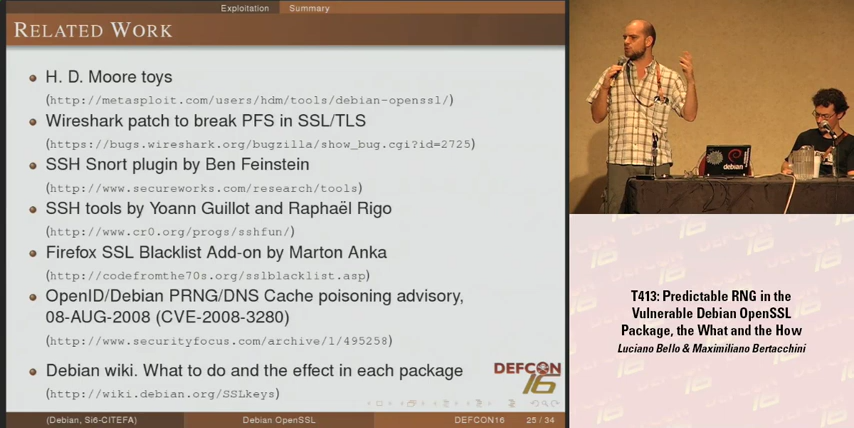 Exploitation Summary
RELATED WORK
H. D. Moore toys
(http://metasploit.com/users/hdm/tools/debian-openssl/)
Wireshark patch to break PFS in SSL/TLS
(https://bugs.wireshark.org/bugzilla/show_bug.cgi?id=2725)
SSH Snort plugin by Ben Feinstein
(http://www.secureworks.com/research/tools)
SSH tools by Yoann Guillot and Raphaël Rigo
(http://www.cr0.org/progs/sshfun/)
Firefox SSL Blacklist Add-on by Marton Anka
(http://codefromthe70s.org/sslblacklist.asp)
OpenID/Debian PRNG/DNS Cache poisoning advisory,
08-AUG-2008 (CVE-2008-3280)
(http://www.securityfocus.com/archive/1/495258)
Debian wiki. What to do and the effect in each package
(http://wiki.debian.org/SSLkeys)
DEFCON
16
(Debian, Si6-CITEFA) Debian OpenSSL DEFCON16 25 / 34
debian
T413: Predictable RNG in the
Vulnerable Debian OpenSSL
Package, the What and the How
Luciano Bello & Maximiliano Bertacchini